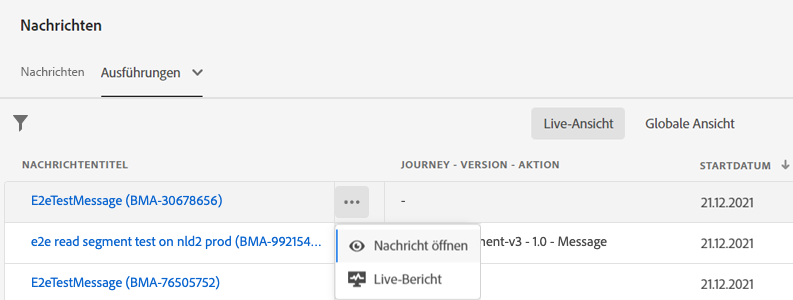 Nachrichten
Nachrichten Ausführungen
Live-Ansicht Globale Ansicht
NACHRICHTENTITEL JOURNEY - VERSION - AKTION STARTDATUM
E2eTestMessage (BMA-30678656) ... - 21.12.2021
e2e read segment test on nld2 prod (BMA-992154... Nachricht öffnen nent-v3 - 1.0 - Message 21.12.2021
E2eTestMessage (BMA-76505752) Live-Bericht 21.12.2021